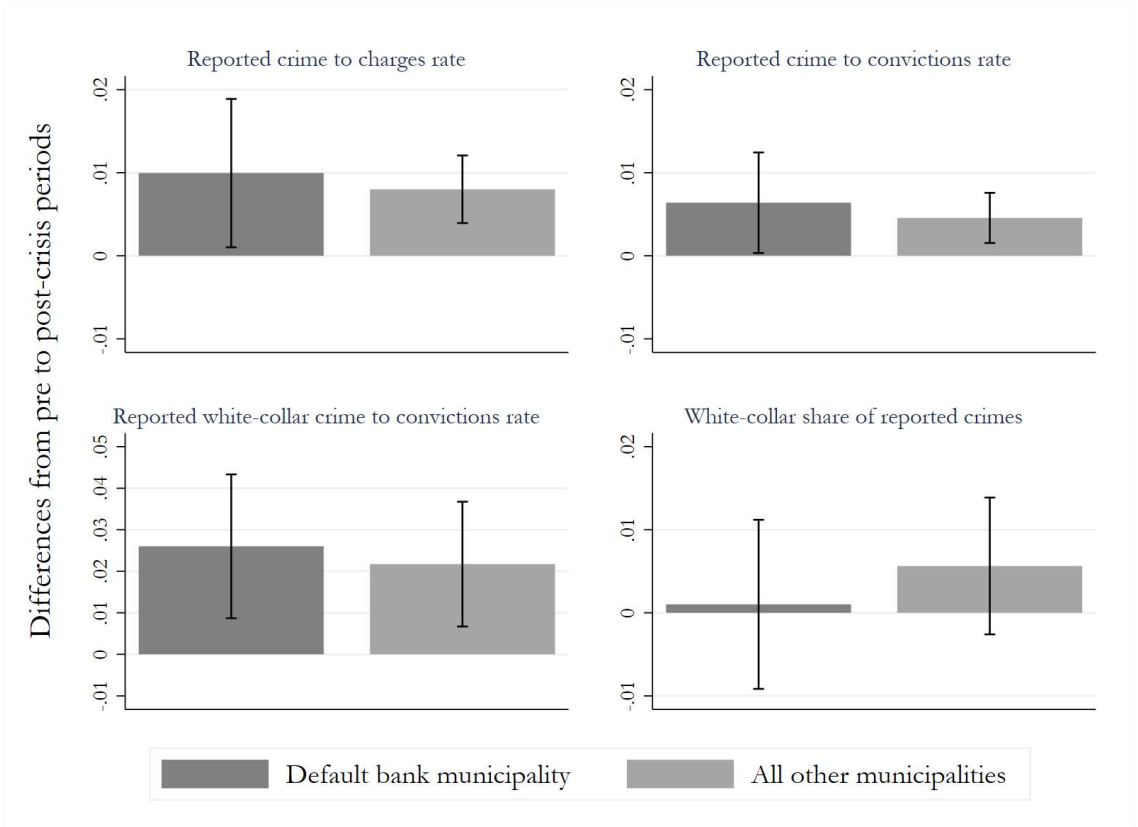 Differences from pre to post-crisis periods
Reported crime to charges rate
.02
.01
0
-.01
Reported crime to convictions rate
.02
.01
0
-.01
Reported white-collar crime to convictions rate
.05
.04
.03
.02
.01
0
-.01
White-collar share of reported crimes
.02
.01
0
-.01
Default bank municipality
All other municipalities